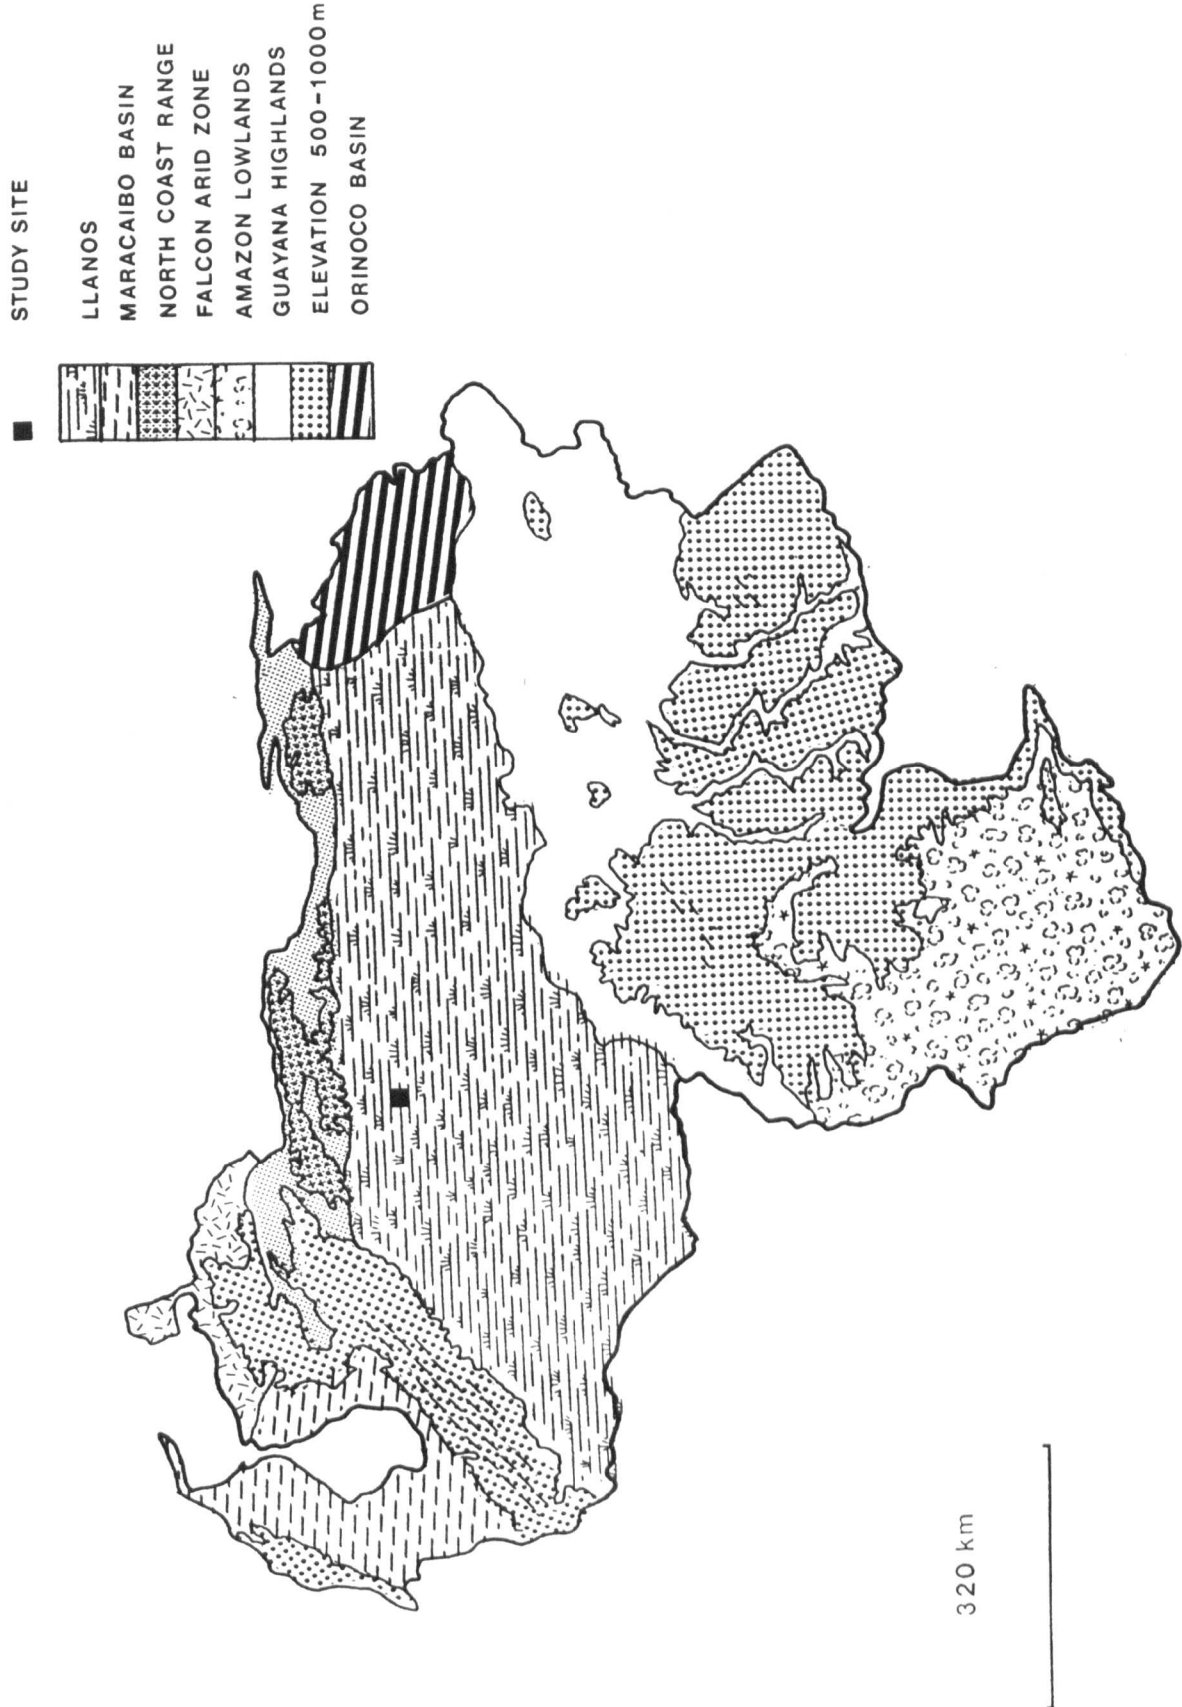 STUDY SITE
LLANOS
MARACAIBO BASIN
NORTH COAST RANGE
FALCON ARID ZONE
AMAZON LOWLANDS
GUAYANA HIGHLANDS
ELEVATION 500-1000m
ORINOCO BASIN
320 km